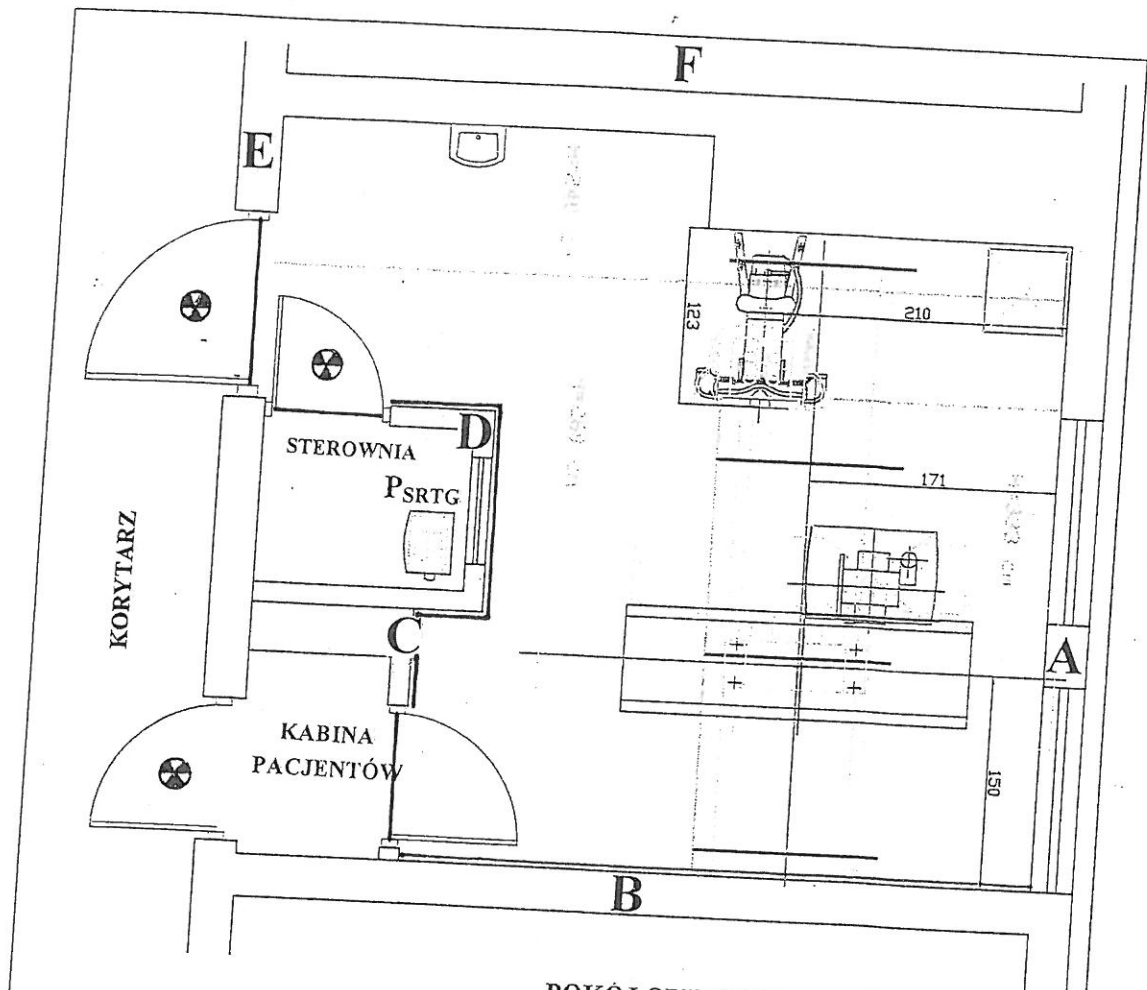 F
E
123
210
STEROWNIA
D
PSRTG
171
KORYTARZ
C
A
KABINA
PACJENTÓW
150
B